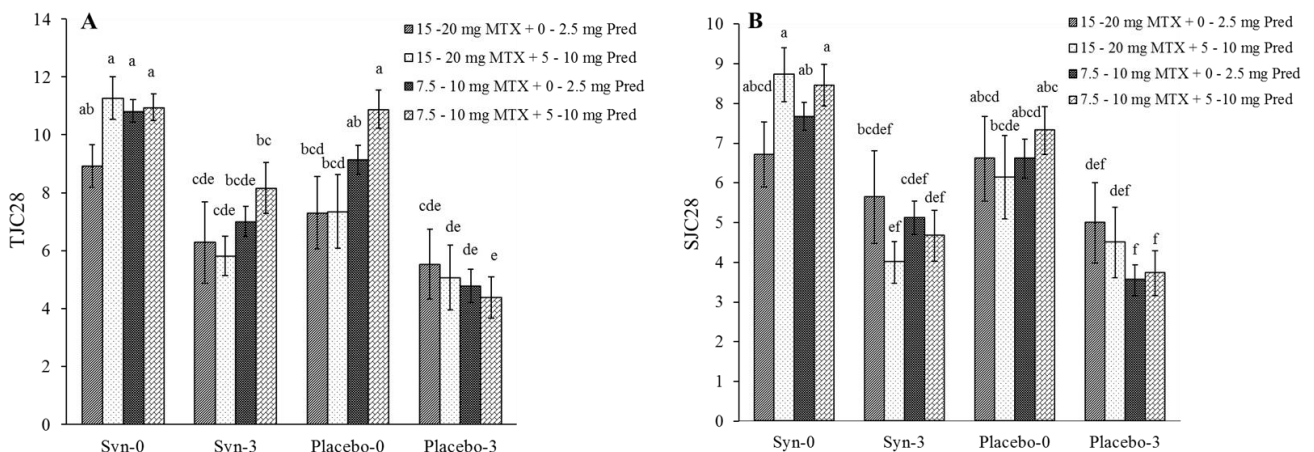 A
15 -20 mg MTX + 0 - 2.5 mg Pred
15 - 20 mg MTX + 5 - 10 mg Pred
7.5 - 10 mg MTX + 0 - 2.5 mg Pred
7.5 - 10 mg MTX + 5 -10 mg Pred
TJC28
16
14
12
10
8
6
4
2
0
ab
a
a
a
cde
cde
bcde
bc
bcd
bcd
ab
a
cde
de
de
e
Syn-0
Syn-3
Placebo-0
Placebo-3
B
15 -20 mg MTX + 0 - 2.5 mg Pred
15 - 20 mg MTX + 5 - 10 mg Pred
7.5 - 10 mg MTX + 0 - 2.5 mg Pred
7.5 - 10 mg MTX + 5 -10 mg Pred
SJC28
10
9
8
7
6
5
4
3
2
1
0
abcd
a
ab
a
bcdef
ef
cdef
def
abcd
bcde
abcd
abc
def
def
f
f
Syn-0
Syn-3
Placebo-0
Placebo-3